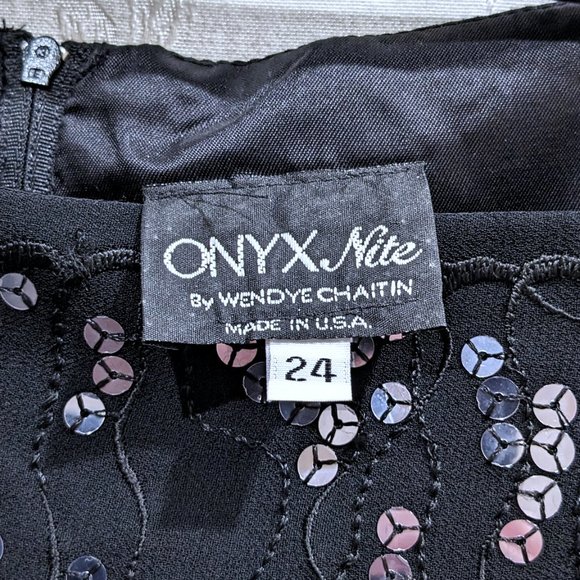 ONYX Nite
By WENDYE CHAITIN
MADE IN U.S.A.
24